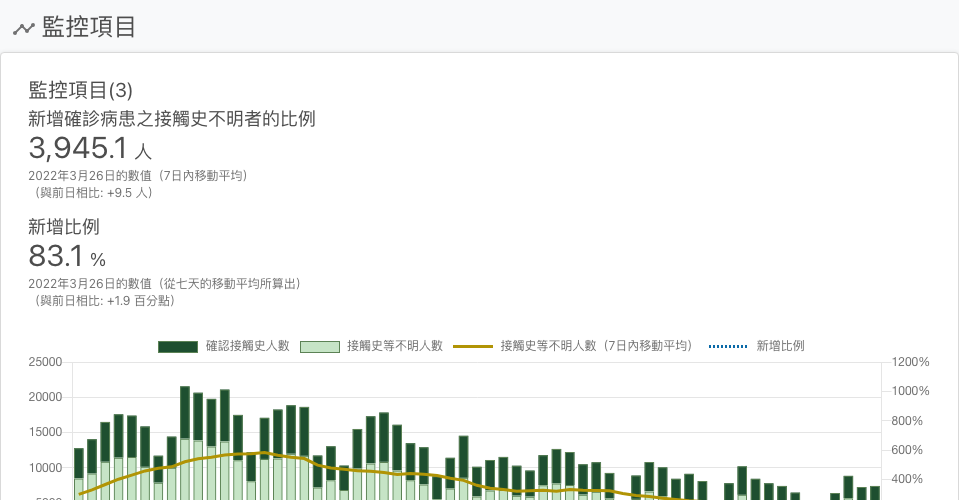 監控項目
監控項目(3)
新增確診病患之接觸史不明者的比例
3,945.1 人
2022年3月26日的數值（7日內移動平均）
（與前日相比: +9.5 人）
新增比例
83.1 %
2022年3月26日的數值（從七天的移動平均所算出）
（與前日相比: +1.9 百分點）
確認接觸史人數 接觸史等不明人數 接觸史等不明人數（7日內移動平均） 新增比例
25000 1200%
20000 1000%
15000 800%
10000 600%
400%
5000